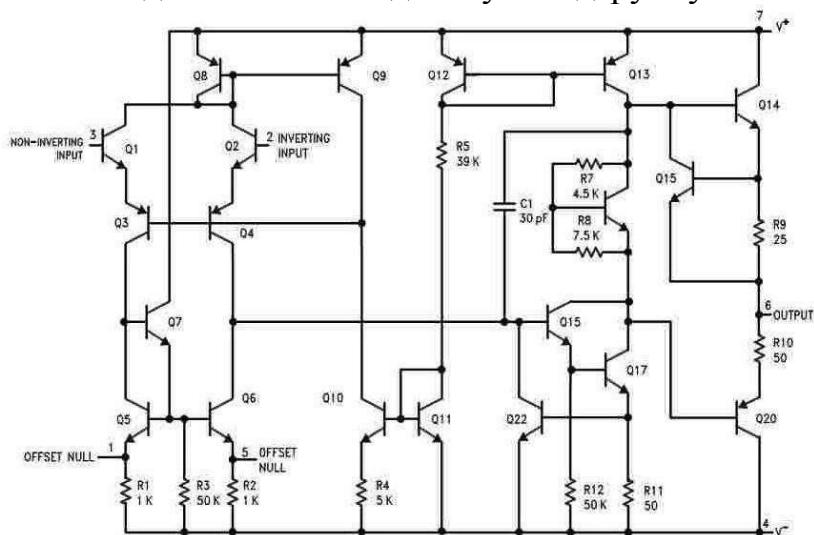 7 V+
Q8
Q9
Q12
Q13
Q14
NON-INVERTING INPUT
3
Q1
Q2
2 INVERTING INPUT
R5
39 K
R7
4.5 K
Q15
Q3
Q4
C1
30 pF
R8
7.5 K
R9
25
Q7
Q15
6
OUTPUT
R10
50
Q5
Q6
Q10
Q11
Q22
Q17
Q20
OFFSET NULL
1
5 OFFSET NULL
R1
1 K
R3
50 K
R2
1 K
R4
5 K
R12
50 K
R11
50
4 V-